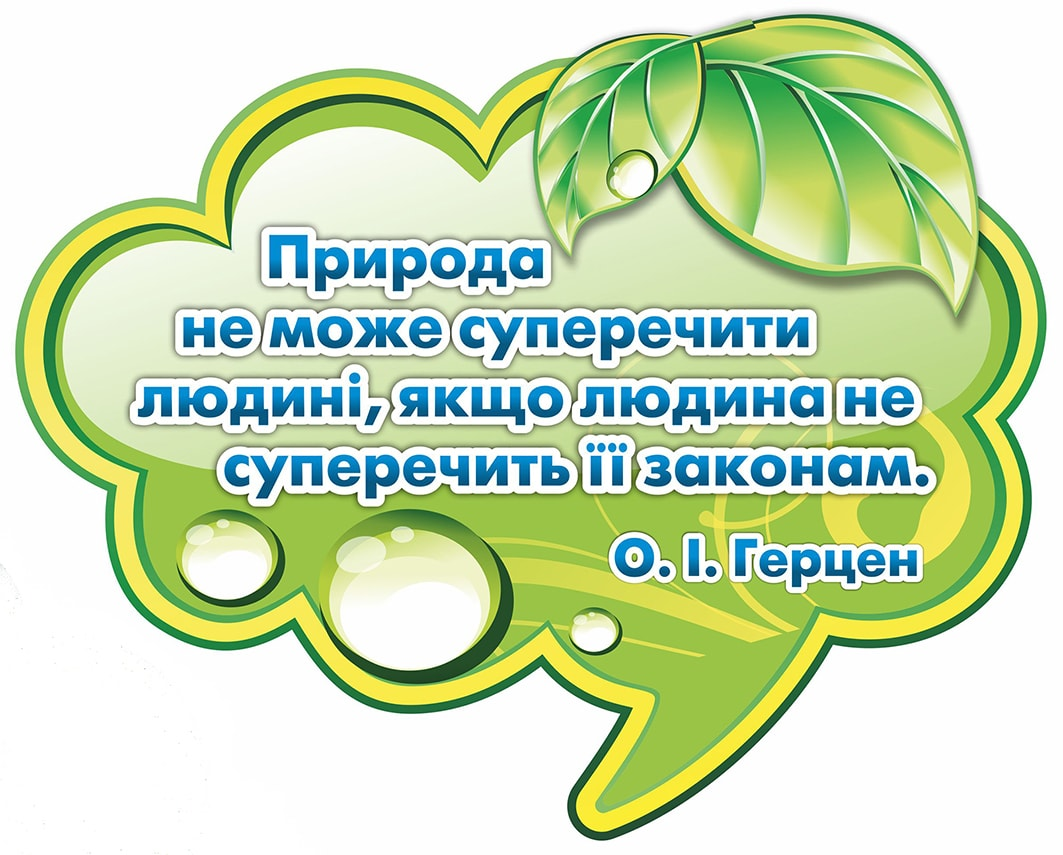 Природа
не може суперечити
людині, якщо людина не
суперечить її законам.
О. І. Герцен